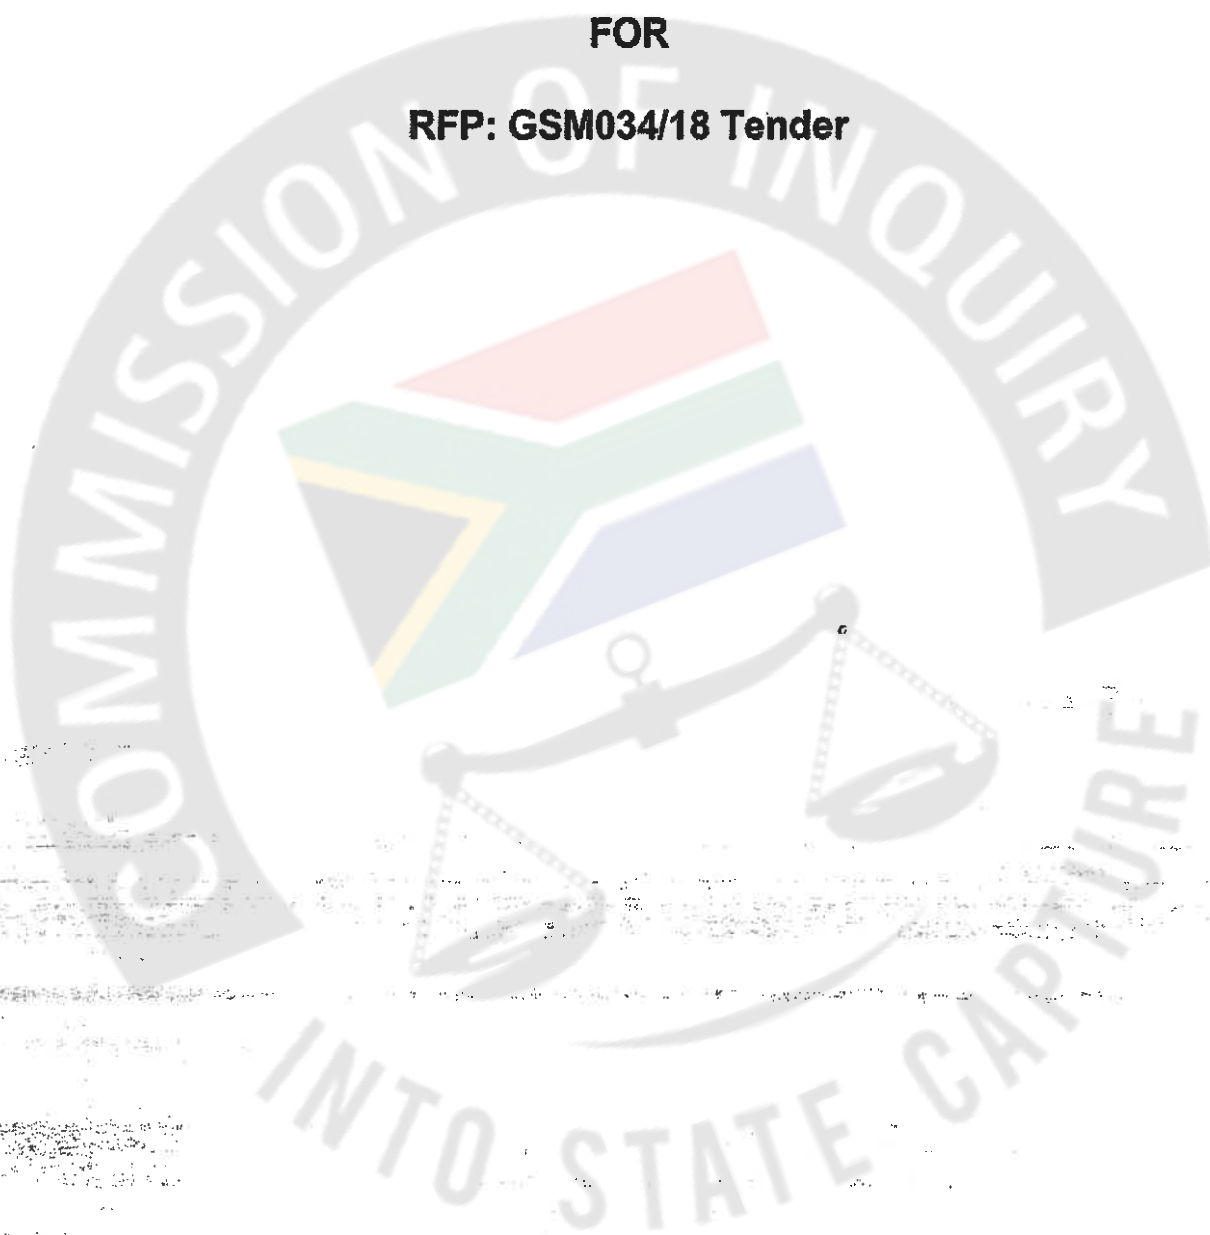 FOR
RFP: GSM034/18 Tender
COMMISSION OF INQUIRY
INTO STATE CAPTURE